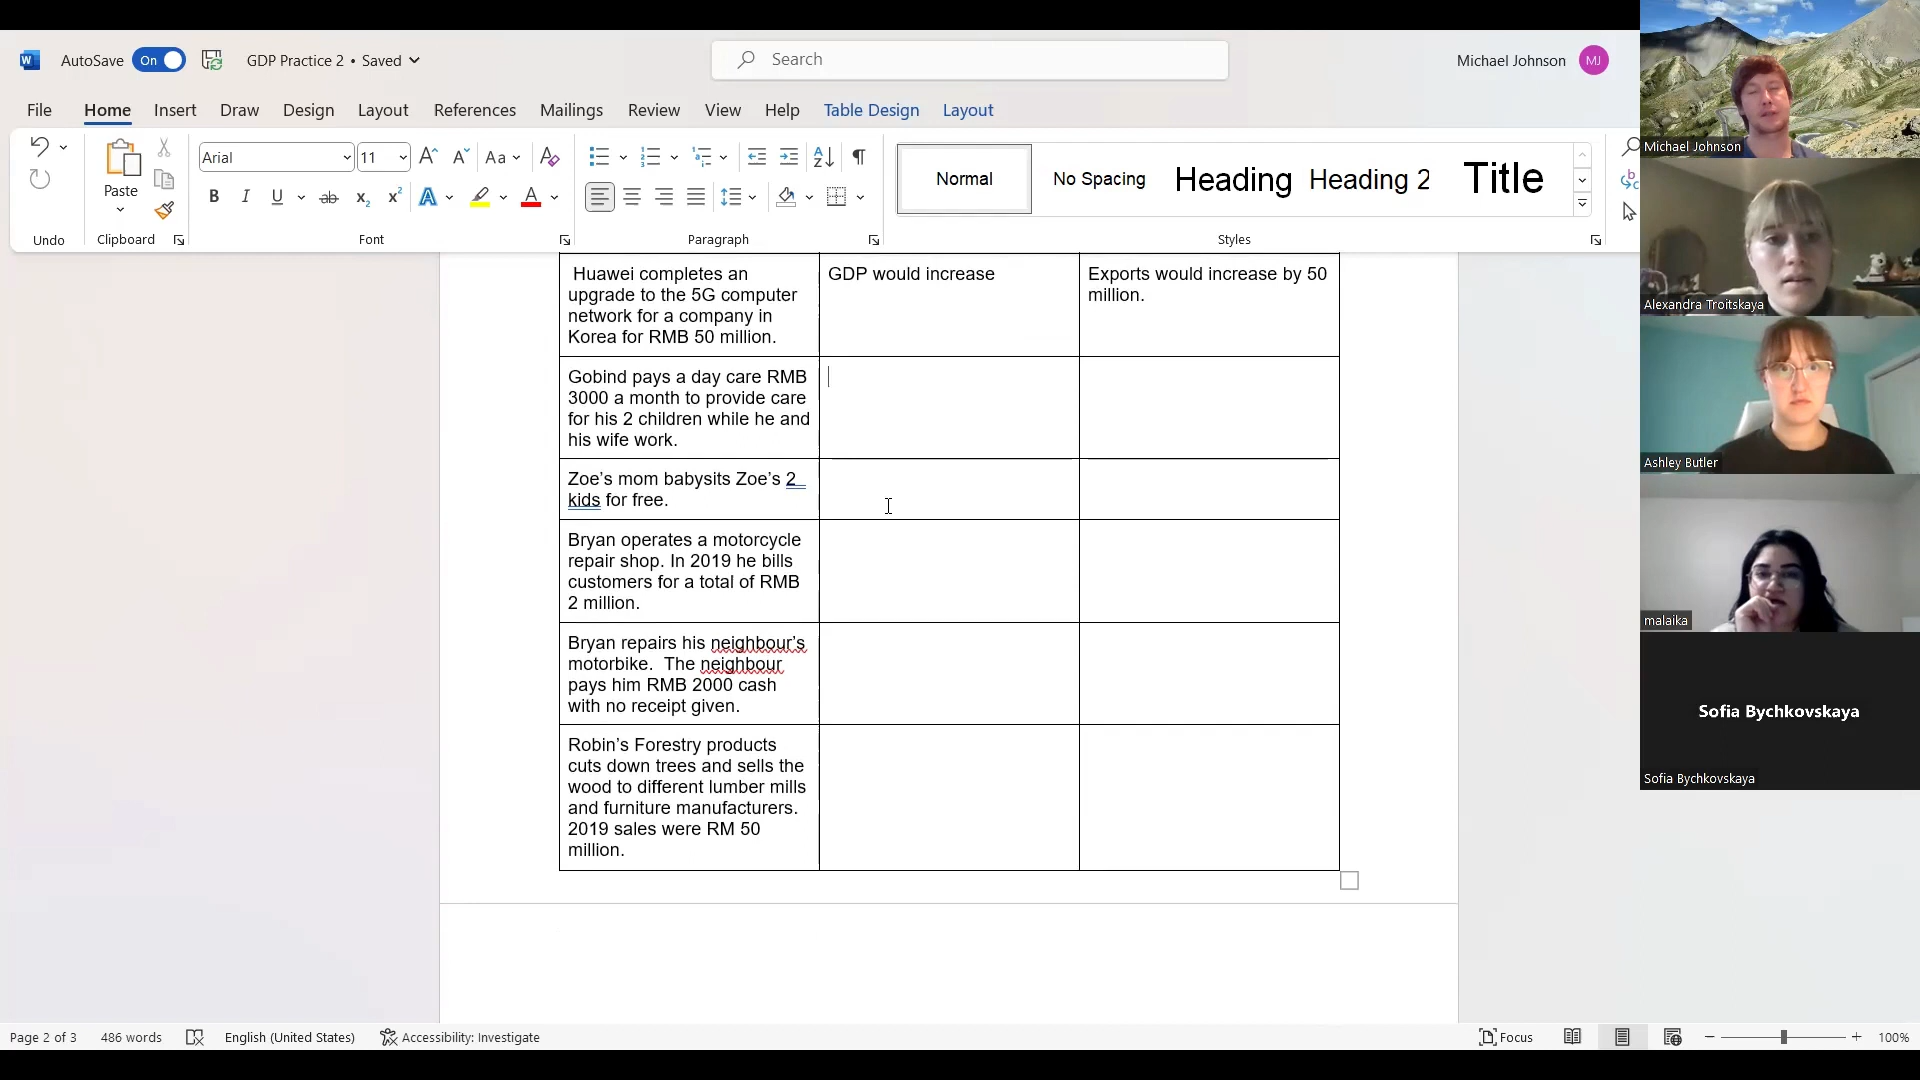 AutoSave On GDP Practice 2 • Saved Search Michael Johnson MJ
File Home Insert Draw Design Layout References Mailings Review View Help Table Design Layout
Arial 11 Aa
Paste
Normal No Spacing Heading Heading 2 Title
Undo Clipboard Font Paragraph Styles
Huawei completes an
upgrade to the 5G computer
network for a company in
Korea for RMB 50 million.
GDP would increase
Exports would increase by 50
million.
Gobind pays a day care RMB
3000 a month to provide care
for his 2 children while he and
his wife work.
Zoe’s mom babysits Zoe’s 2
kids for free.
Bryan operates a motorcycle
repair shop. In 2019 he bills
customers for a total of RMB
2 million.
Bryan repairs his neighbour’s
motorbike.  The neighbour
pays him RMB 2000 cash
with no receipt given.
Robin’s Forestry products
cuts down trees and sells the
wood to different lumber mills
and furniture manufacturers.
2019 sales were RM 50
million.
Page 2 of 3 486 words English (United States) Accessibility: Investigate Focus 100%
Michael Johnson
Alexandra Troitskaya
Ashley Butler
malaika
Sofia Bychkovskaya
Sofia Bychkovskaya